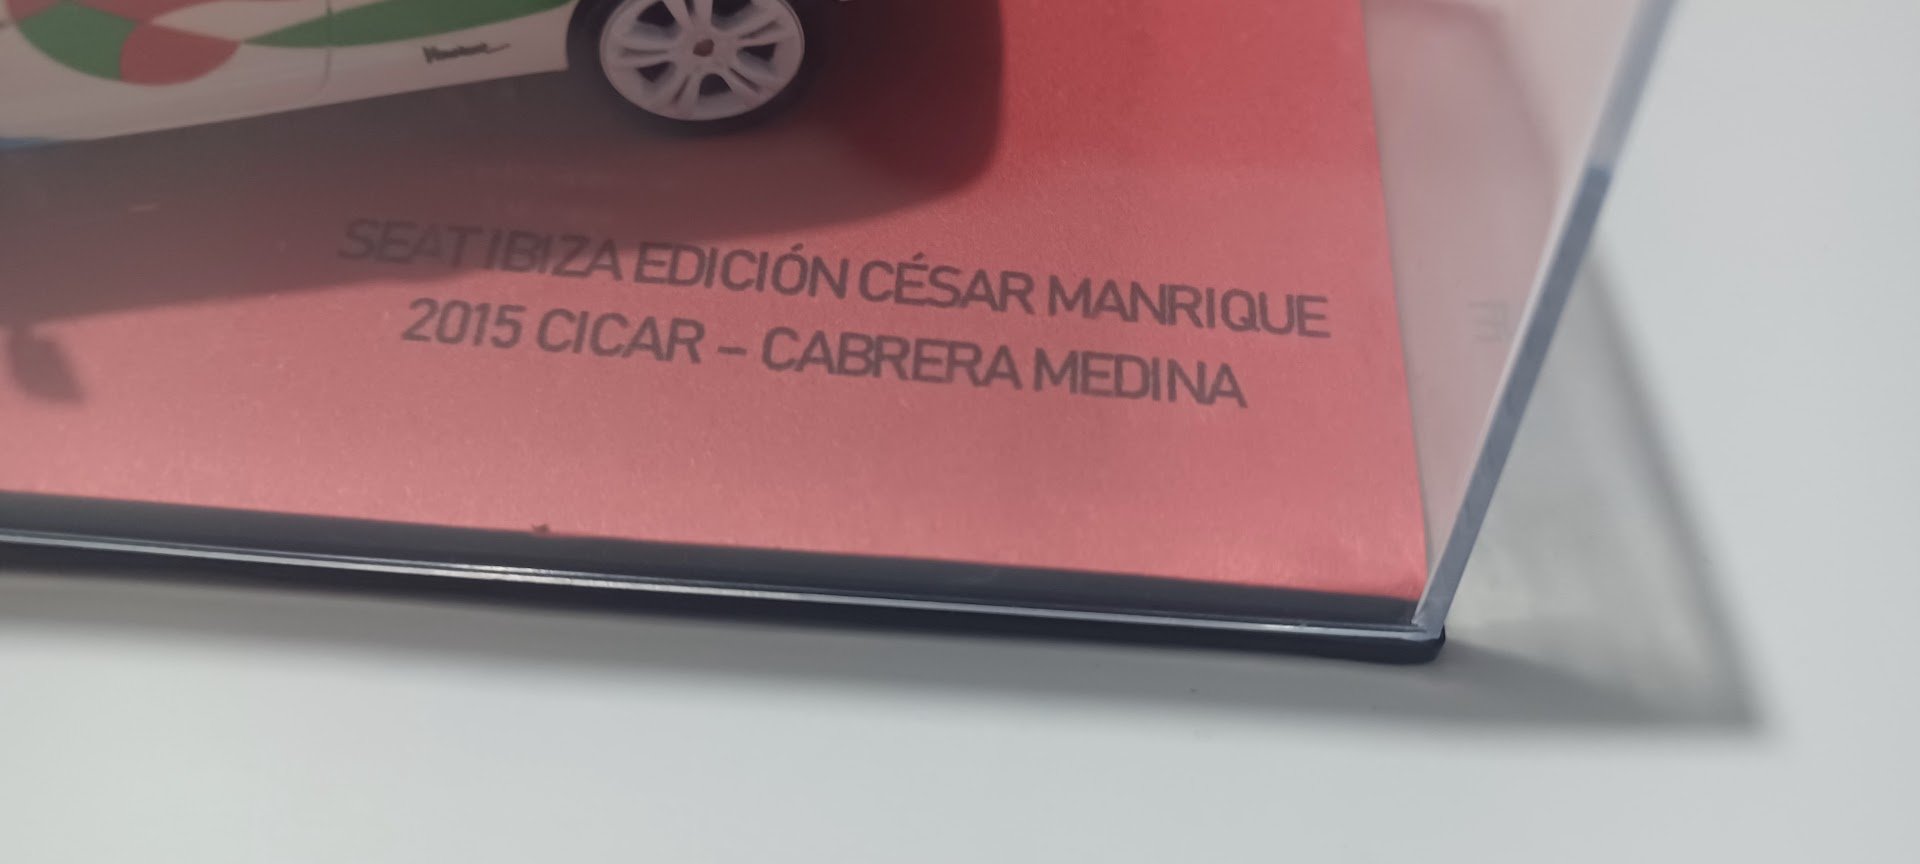 SEAT IBIZA EDICIÓN CÉSAR MANRIQUE
2015 CICAR – CABRERA MEDINA